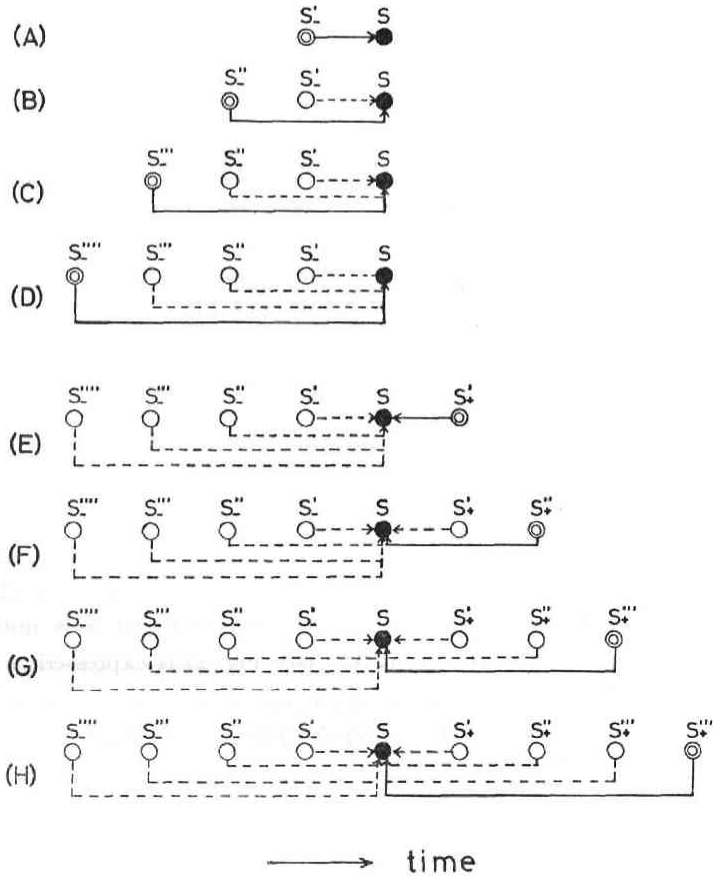 S₋' S
(A)
S₋'' S₋' S
(B)
S₋''' S₋'' S₋' S
(C)
S₋'''' S₋''' S₋'' S₋' S
(D)
S₋'''' S₋''' S₋'' S₋' S S₊'
(E)
S₋'''' S₋''' S₋'' S₋' S S₊' S₊''
(F)
S₋'''' S₋''' S₋'' S₋' S S₊' S₊'' S₊'''
(G)
S₋'''' S₋''' S₋'' S₋' S S₊' S₊'' S₊''' S₊''''
(H)
time